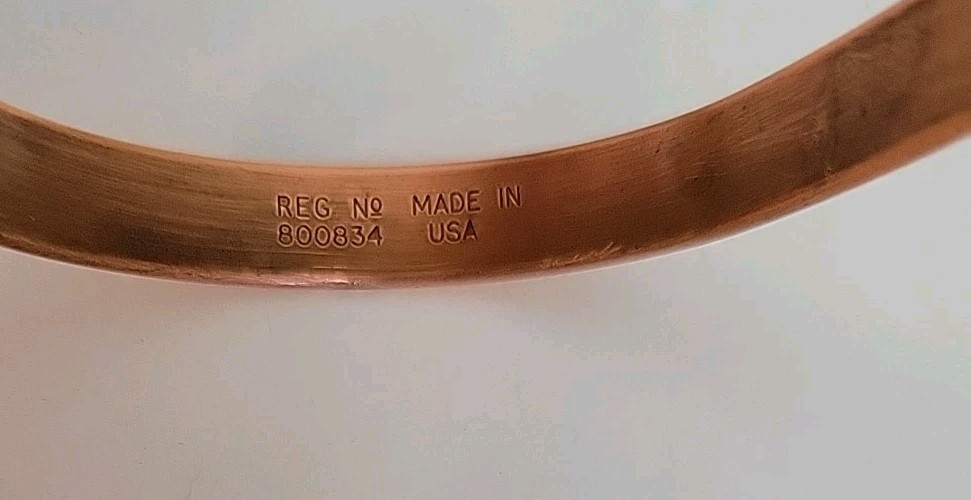 REG Nº MADE IN
800834 USA